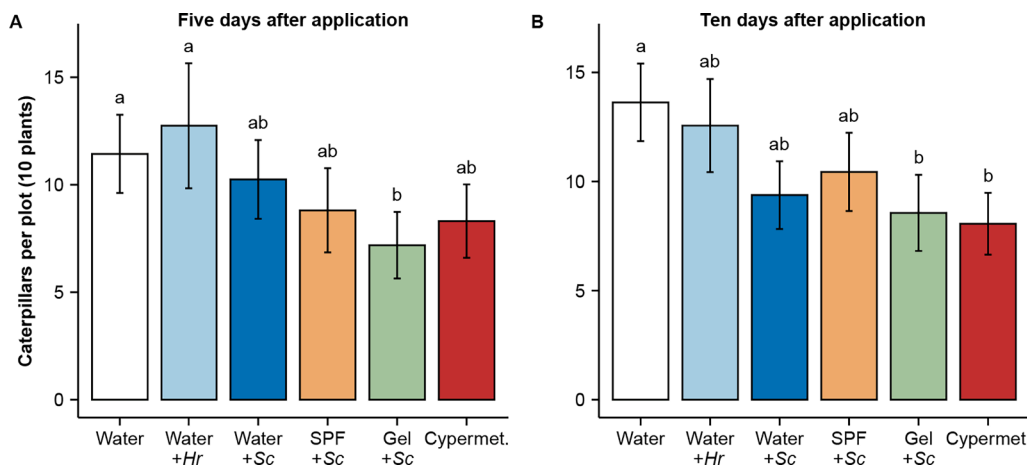 A
Five days after application
Caterpillars per plot (10 plants)
15
10
5
0
a
a
ab
ab
b
ab
Water
Water
+Hr
Water
+Sc
SPF
+Sc
Gel
+Sc
Cypermet.
B
Ten days after application
15
10
5
0
a
ab
ab
ab
b
b
Water
Water
+Hr
Water
+Sc
SPF
+Sc
Gel
+Sc
Cypermet.